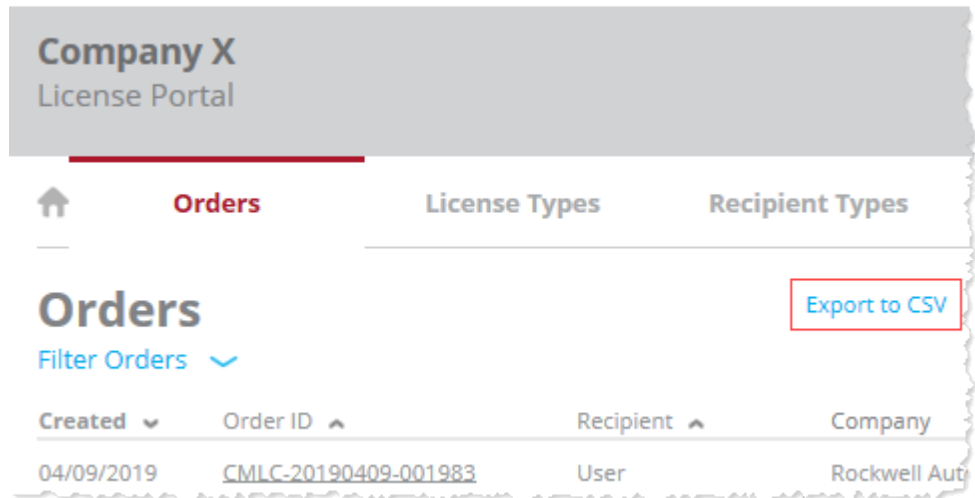 Company X
License Portal
Orders License Types Recipient Types
Orders Export to CSV
Filter Orders
Created Order ID Recipient Company
04/09/2019 CMLC-20190409-001983 User Rockwell